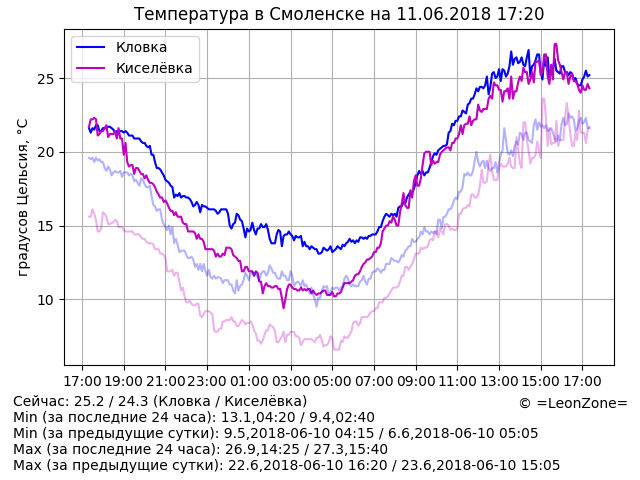 Температура в Смоленске на 11.06.2018 17:20
Кловка
Киселёвка
градусов Цельсия, °C
25
20
15
10
17:00 19:00 21:00 23:00 01:00 03:00 05:00 07:00 09:00 11:00 13:00 15:00 17:00
Сейчас: 25.2 / 24.3 (Кловка / Киселёвка)
© =LeonZone=
Min (за последние 24 часа): 13.1,04:20 / 9.4,02:40
Min (за предыдущие сутки): 9.5,2018-06-10 04:15 / 6.6,2018-06-10 05:05
Max (за последние 24 часа): 26.9,14:25 / 27.3,15:40
Max (за предыдущие сутки): 22.6,2018-06-10 16:20 / 23.6,2018-06-10 15:05